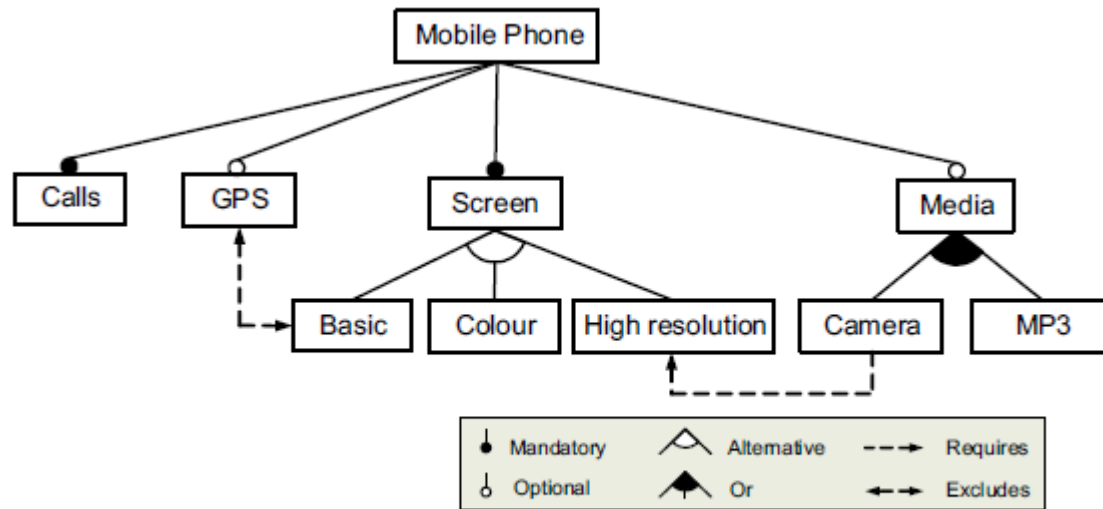 Mobile Phone
Calls
GPS
Screen
Media
Basic
Colour
High resolution
Camera
MP3
Mandatory
Alternative
Requires
Optional
Or
Excludes